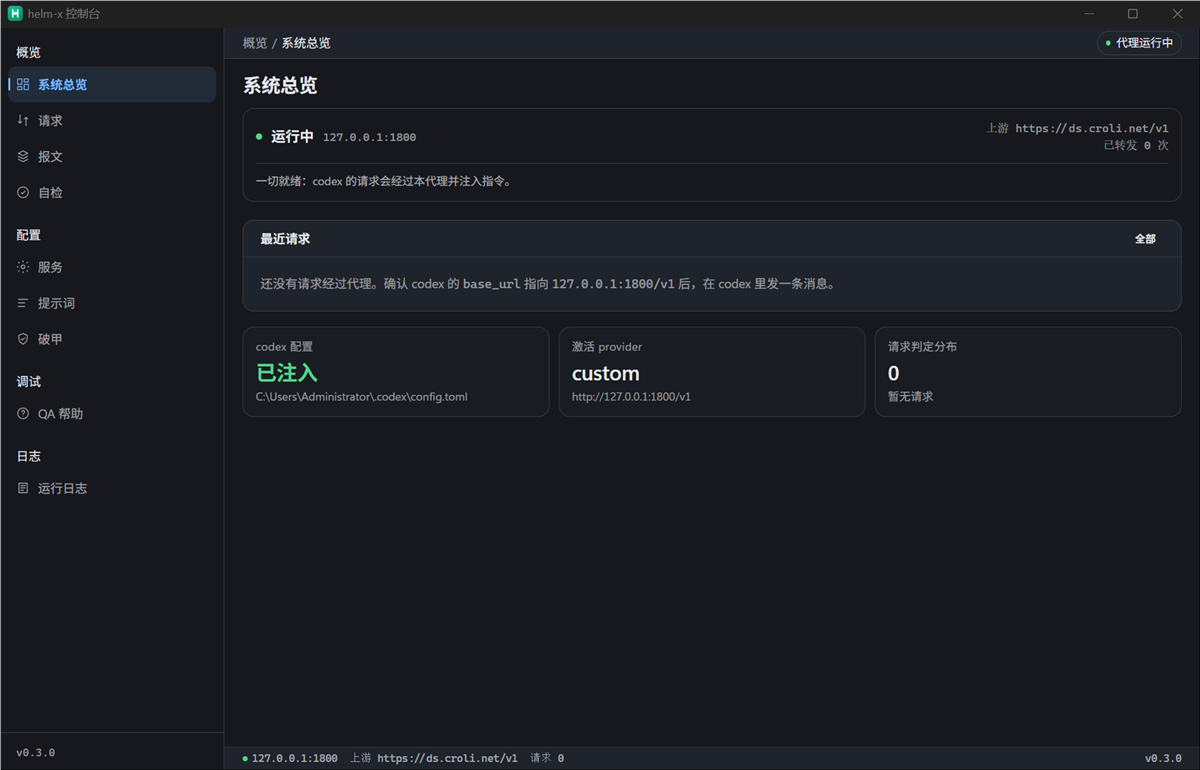 helm-x 控制台
概览
系统总览
请求
报文
自检
配置
服务
提示词
破甲
调试
QA 帮助
日志
运行日志
v0.3.0
概览 / 系统总览
代理运行中
系统总览
运行中 127.0.0.1:1800
上游 https://ds.croli.net/v1
已转发 0 次
一切就绪：codex 的请求会经过本代理并注入指令。
最近请求
全部
还没有请求经过代理。确认 codex 的 base_url 指向 127.0.0.1:1800/v1 后，在 codex 里发一条消息。
codex 配置
已注入
C:\Users\Administrator\.codex\config.toml
激活 provider
custom
http://127.0.0.1:1800/v1
请求判定分布
0
暂无请求
127.0.0.1:1800 上游 https://ds.croli.net/v1 请求 0
v0.3.0